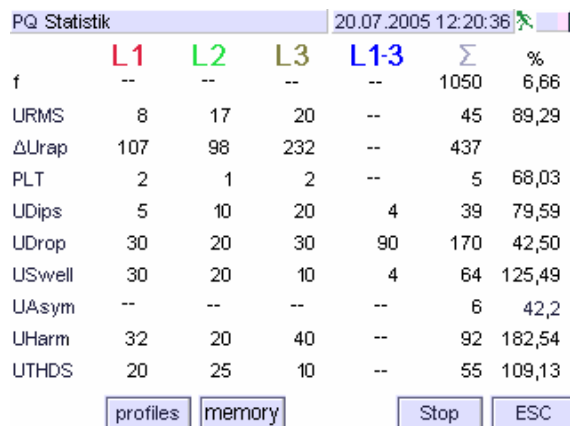 PQ Statistik 20.07.2005 12:20:36
L1 L2 L3 L1-3 Σ %
f -- -- -- -- 1050 6,66
URMS 8 17 20 -- 45 89,29
ΔUrap 107 98 232 -- 437
PLT 2 1 2 -- 5 68,03
UDips 5 10 20 4 39 79,59
UDrop 30 20 30 90 170 42,50
USwell 30 20 10 4 64 125,49
UAsym -- -- -- -- 6 42,2
UHarm 32 20 40 -- 92 182,54
UTHDS 20 25 10 -- 55 109,13
profiles memory Stop ESC